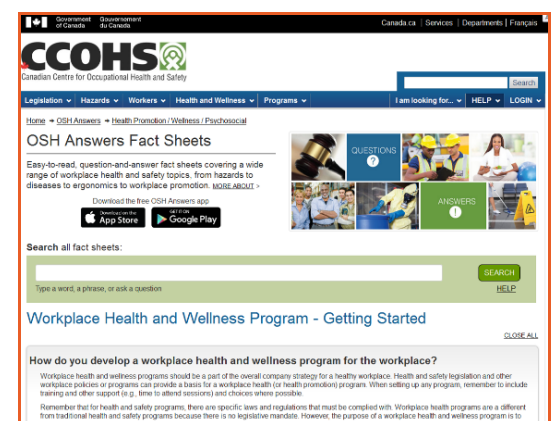 Government of Canada
Gouvernement du Canada
Canada.ca | Services | Departments | Français
CCOHS
Canadian Centre for Occupational Health and Safety
Search
Legislation Hazards Workers Health and Wellness Programs I am looking for... HELP LOGIN
Home → OSH Answers → Health Promotion / Wellness / Psychosocial
OSH Answers Fact Sheets
Easy-to-read, question-and-answer fact sheets covering a wide
range of workplace health and safety topics, from hazards to
diseases to ergonomics to workplace promotion. MORE ABOUT >
QUESTIONS
?
ANSWERS
!
Download the free OSH Answers app
Download on the App Store
GET IT ON Google Play
Search all fact sheets:
SEARCH
Type a word, a phrase, or ask a question
HELP
Workplace Health and Wellness Program - Getting Started
CLOSE ALL
How do you develop a workplace health and wellness program for the workplace?
Workplace health and wellness programs should be a part of the overall company strategy for a healthy workplace. Health and safety legislation and other
workplace policies or programs can provide a basis for a workplace health (or health promotion) program. When setting up any program, remember to include
training and other support (e.g., time to attend sessions) and choices where possible.
Remember that for health and safety programs, there are specific laws and regulations that must be complied with. Workplace health programs are a different
from traditional health and safety programs because there is no legislative mandate. However, the purpose of a workplace health and wellness program is to